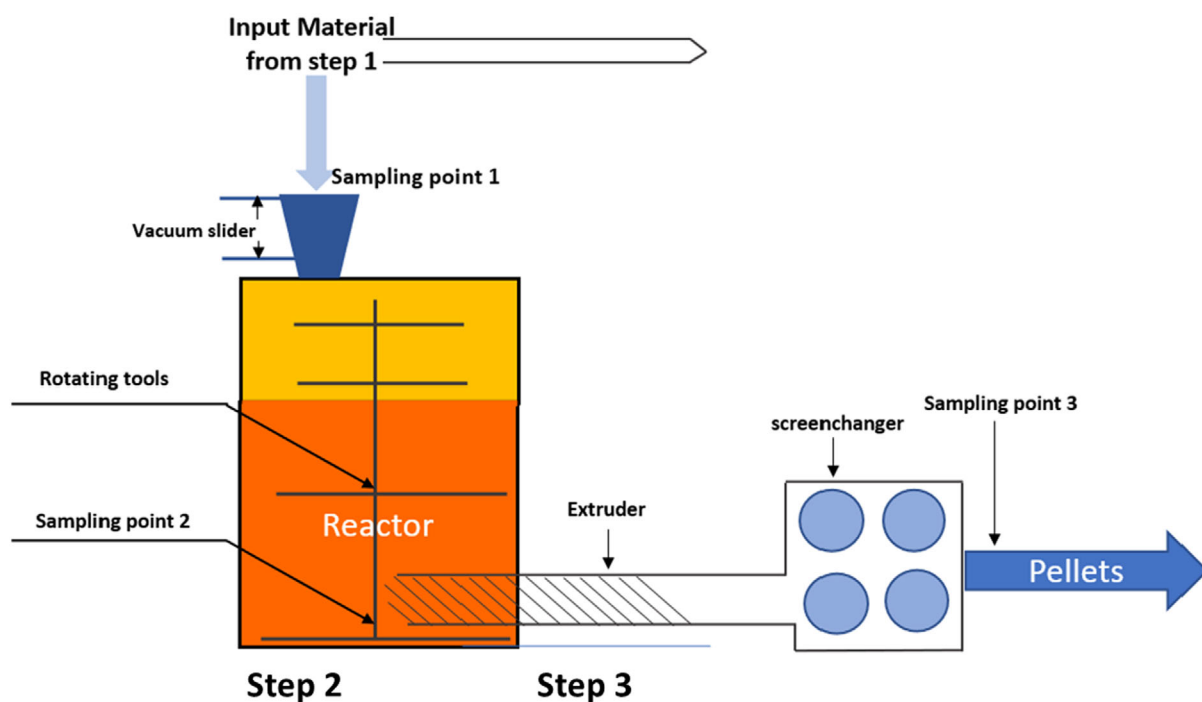 Input Material
from step 1
Sampling point 1
Vacuum slider
Rotating tools
Sampling point 3
screenchanger
Extruder
Sampling point 2
Reactor
Pellets
Step 2
Step 3